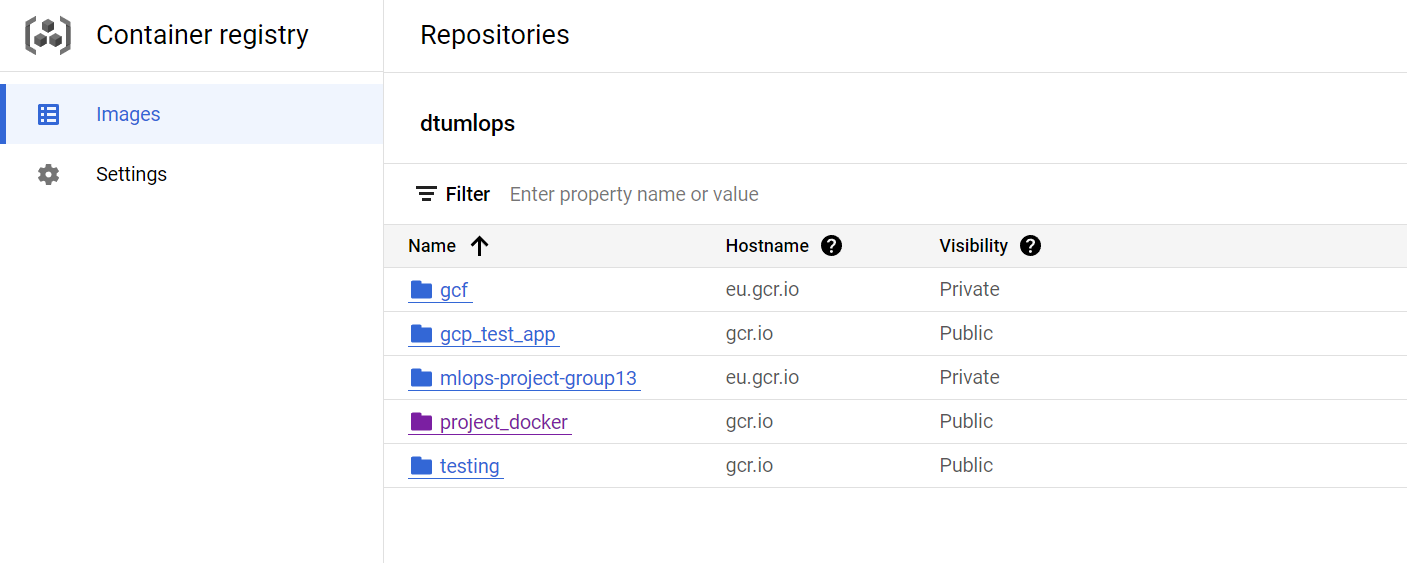 Container registry
Images
Settings
Repositories
dtumlops
Filter Enter property name or value
Name Hostname ? Visibility ?
gcf eu.gcr.io Private
gcp_test_app gcr.io Public
mlops-project-group13 eu.gcr.io Private
project_docker gcr.io Public
testing gcr.io Public